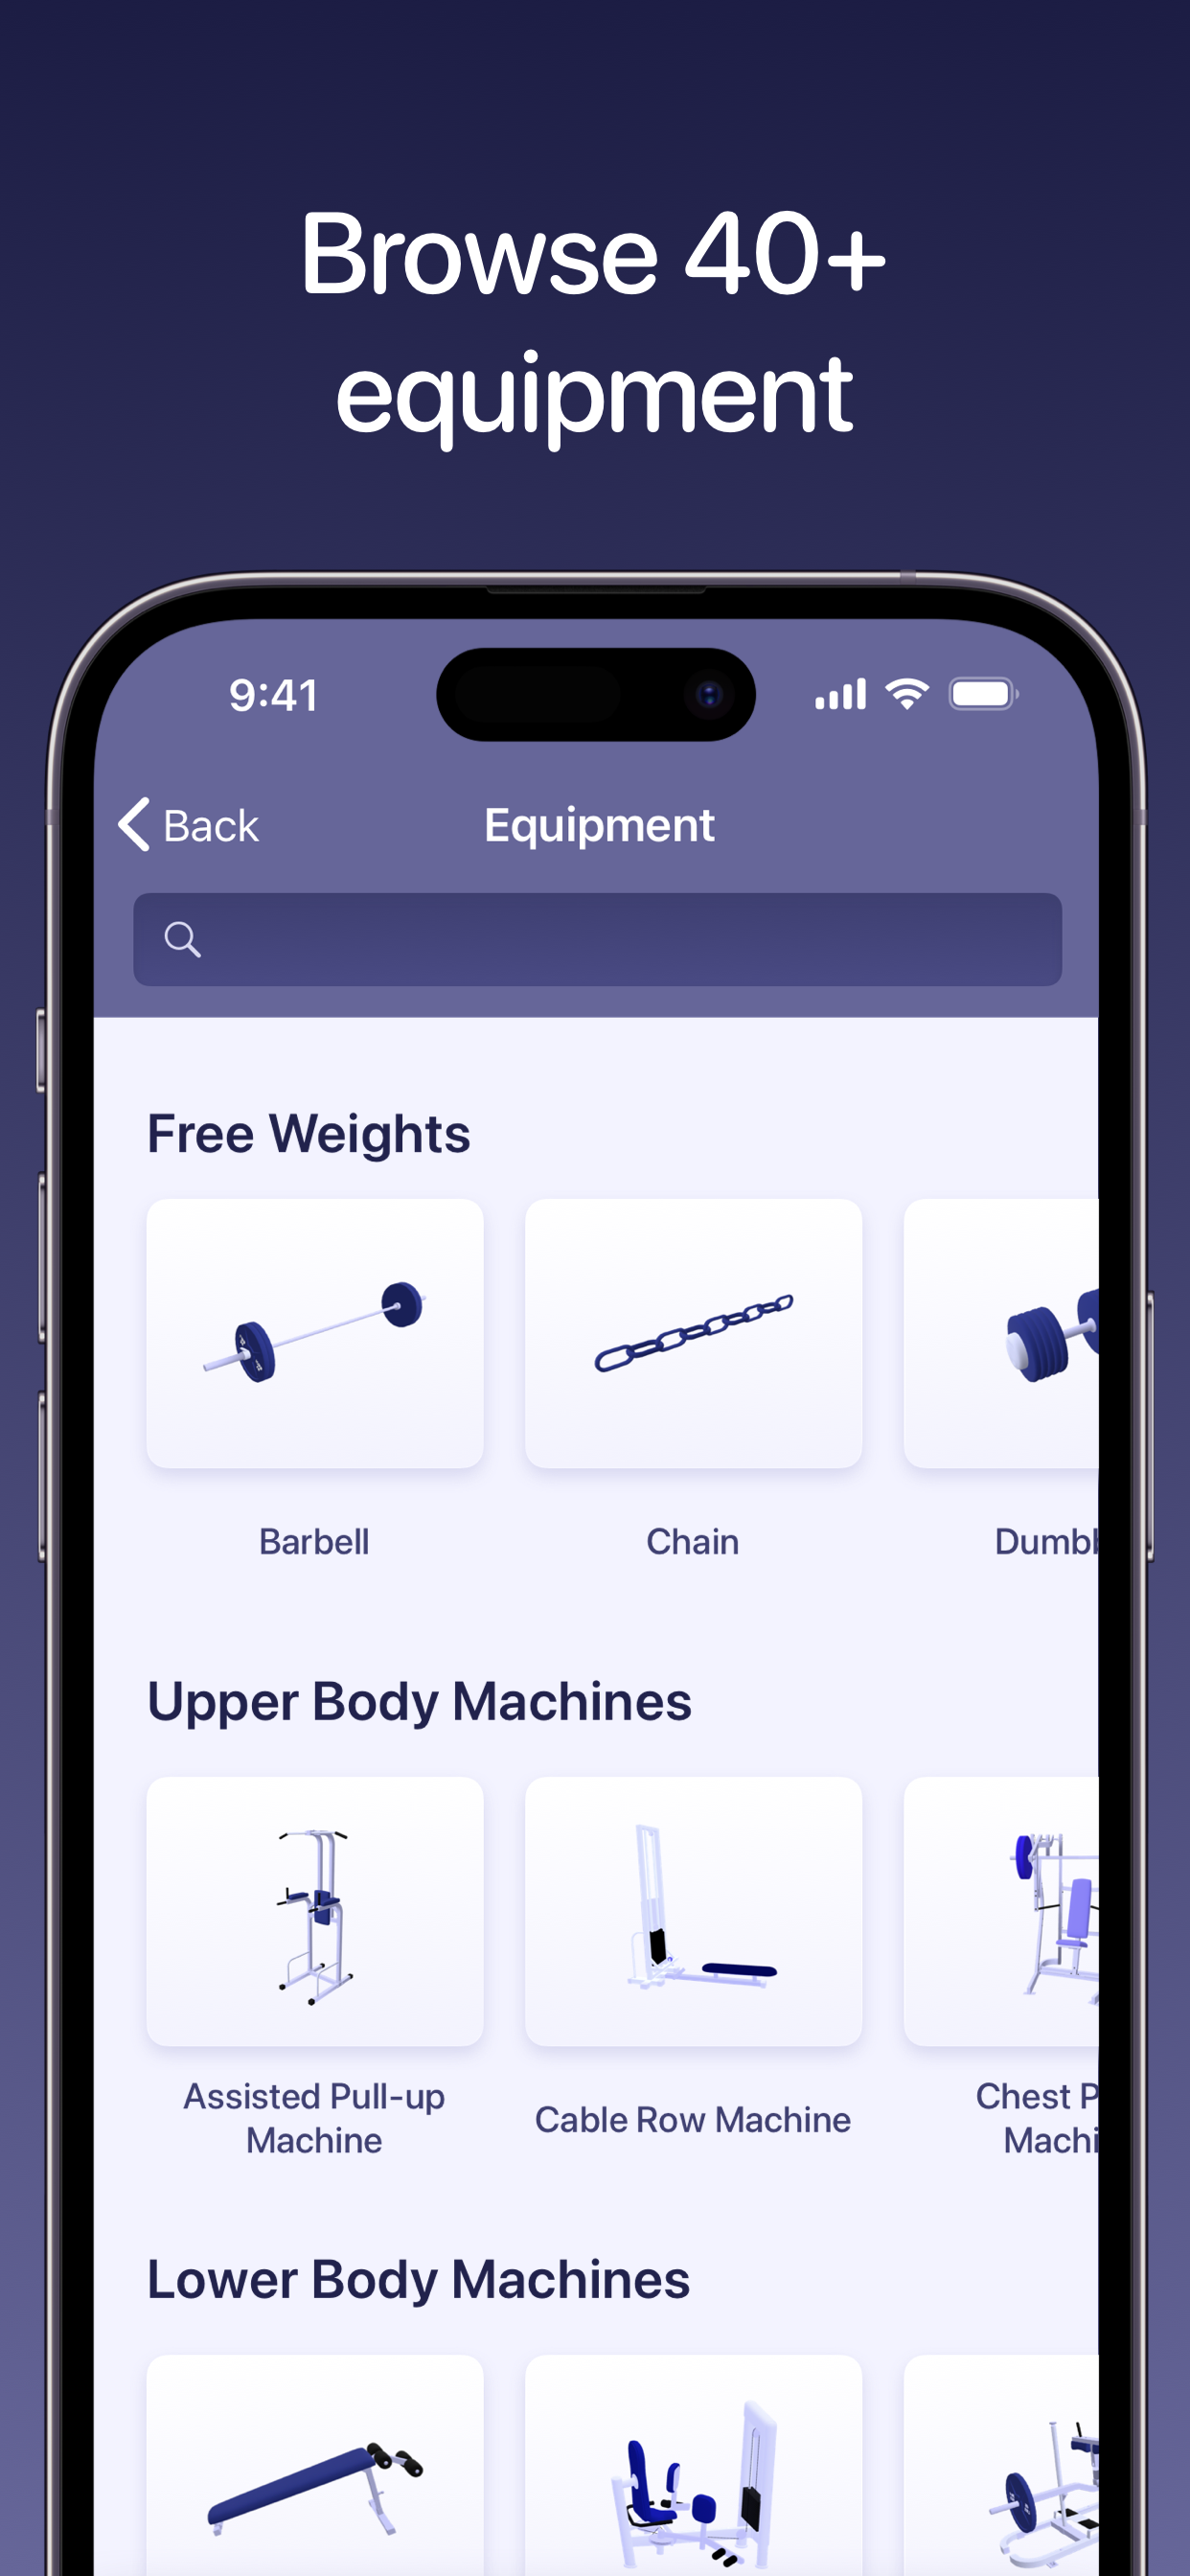 Browse 40+
equipment
9:41
Back
Equipment
Free Weights
Barbell
Chain
Dumbb
Upper Body Machines
Assisted Pull-up
Machine
Cable Row Machine
Chest P
Machi
Lower Body Machines